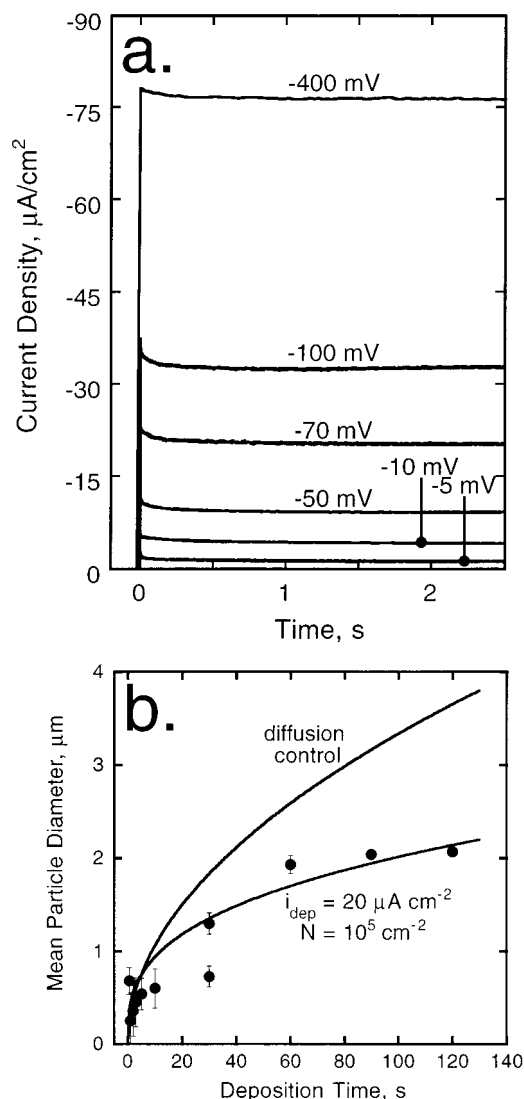 a.
-90
-75
-60
-45
-30
-15
0
Current Density, μA/cm²
-400 mV
-100 mV
-70 mV
-10 mV
-5 mV
-50 mV
0
1
2
Time, s
b.
4
3
2
1
0
Mean Particle Diameter, μm
diffusion
control
i_dep = 20 μA cm⁻²
N = 10⁵ cm⁻²
0
20
40
60
80
100
120
140
Deposition Time, s